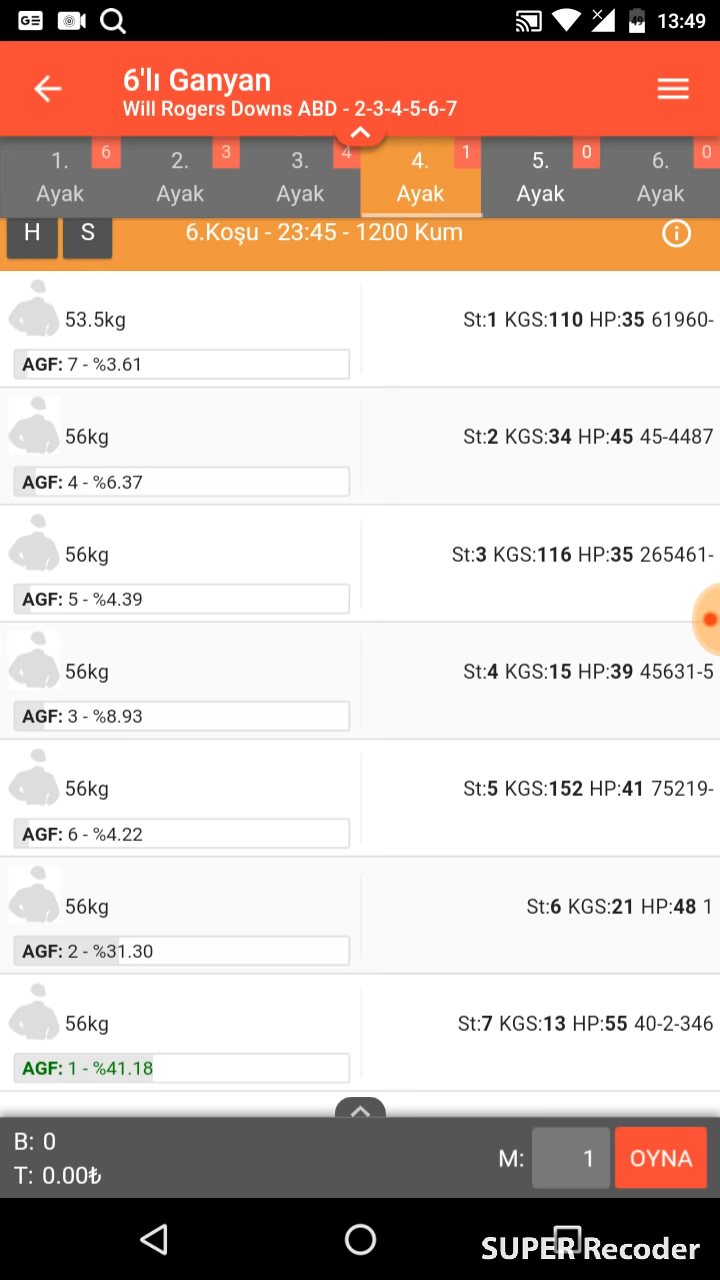 GE 49 13:49
6'lı Ganyan
Will Rogers Downs ABD - 2-3-4-5-6-7
1. 6 2. 3 3. 4 4. 1 5. 0 6. 0
Ayak Ayak Ayak Ayak Ayak Ayak
H S 6.Koşu - 23:45 - 1200 Kum
53.5kg St:1 KGS:110 HP:35 61960-
AGF: 7 - %3.61
56kg St:2 KGS:34 HP:45 45-4487
AGF: 4 - %6.37
56kg St:3 KGS:116 HP:35 265461-
AGF: 5 - %4.39
56kg St:4 KGS:15 HP:39 45631-5
AGF: 3 - %8.93
56kg St:5 KGS:152 HP:41 75219-
AGF: 6 - %4.22
56kg St:6 KGS:21 HP:48 1
AGF: 2 - %31.30
56kg St:7 KGS:13 HP:55 40-2-346
AGF: 1 - %41.18
B: 0
T: 0.00₺
M: 1 OYNA
SUPER Recoder